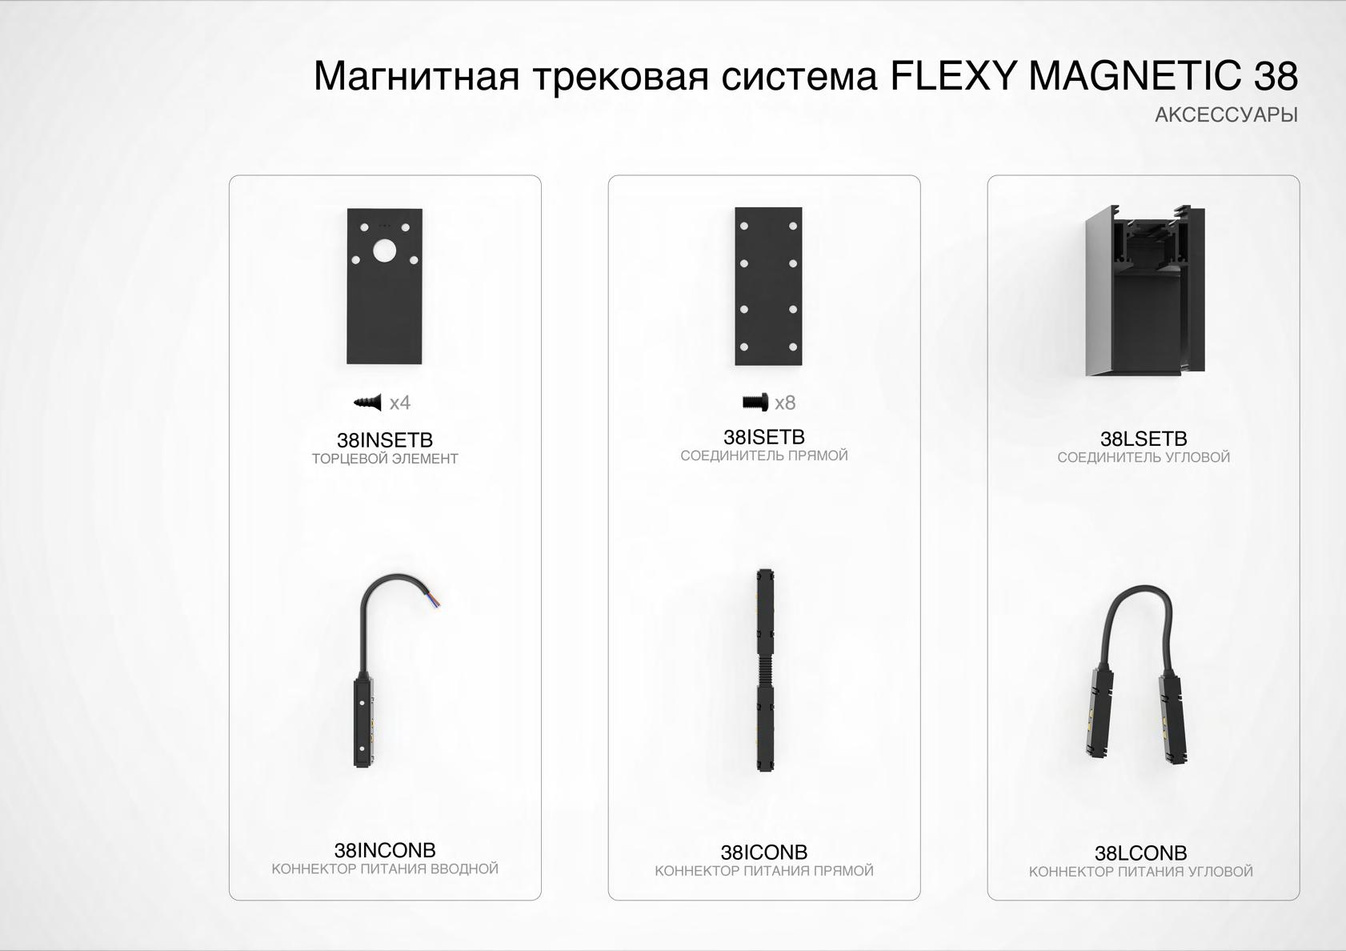 Магнитная трековая система FLEXY MAGNETIC 38
АКСЕССУАРЫ
x4
38INSETB
ТОРЦЕВОЙ ЭЛЕМЕНТ
x8
38ISETB
СОЕДИНИТЕЛЬ ПРЯМОЙ
38LSETB
СОЕДИНИТЕЛЬ УГЛОВОЙ
38INCONB
КОННЕКТОР ПИТАНИЯ ВВОДНОЙ
38ICONB
КОННЕКТОР ПИТАНИЯ ПРЯМОЙ
38LCONB
КОННЕКТОР ПИТАНИЯ УГЛОВОЙ